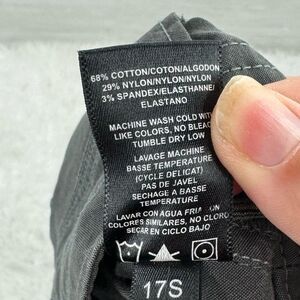 68% COTTON/COTON/ALGODON
29% NYLON/NYLON/NYLON
3% SPANDEX/ELASTHANNE/
ELASTANO
MACHINE WASH COLD WIT
LIKE COLORS, NO BLEAC
TUMBLE DRY LOW
LAVAGE MACHINE
BASSE TEMPERATURE
(CYCLE DELICAT)
PAS DE JAVEL
SECHAGE A BASSE
TEMPERATURE
LAVAR CON AGUA FRIA CON
COLORES SIMILARES, NO CLORO
SECAR EN CICLO BAJO
17S